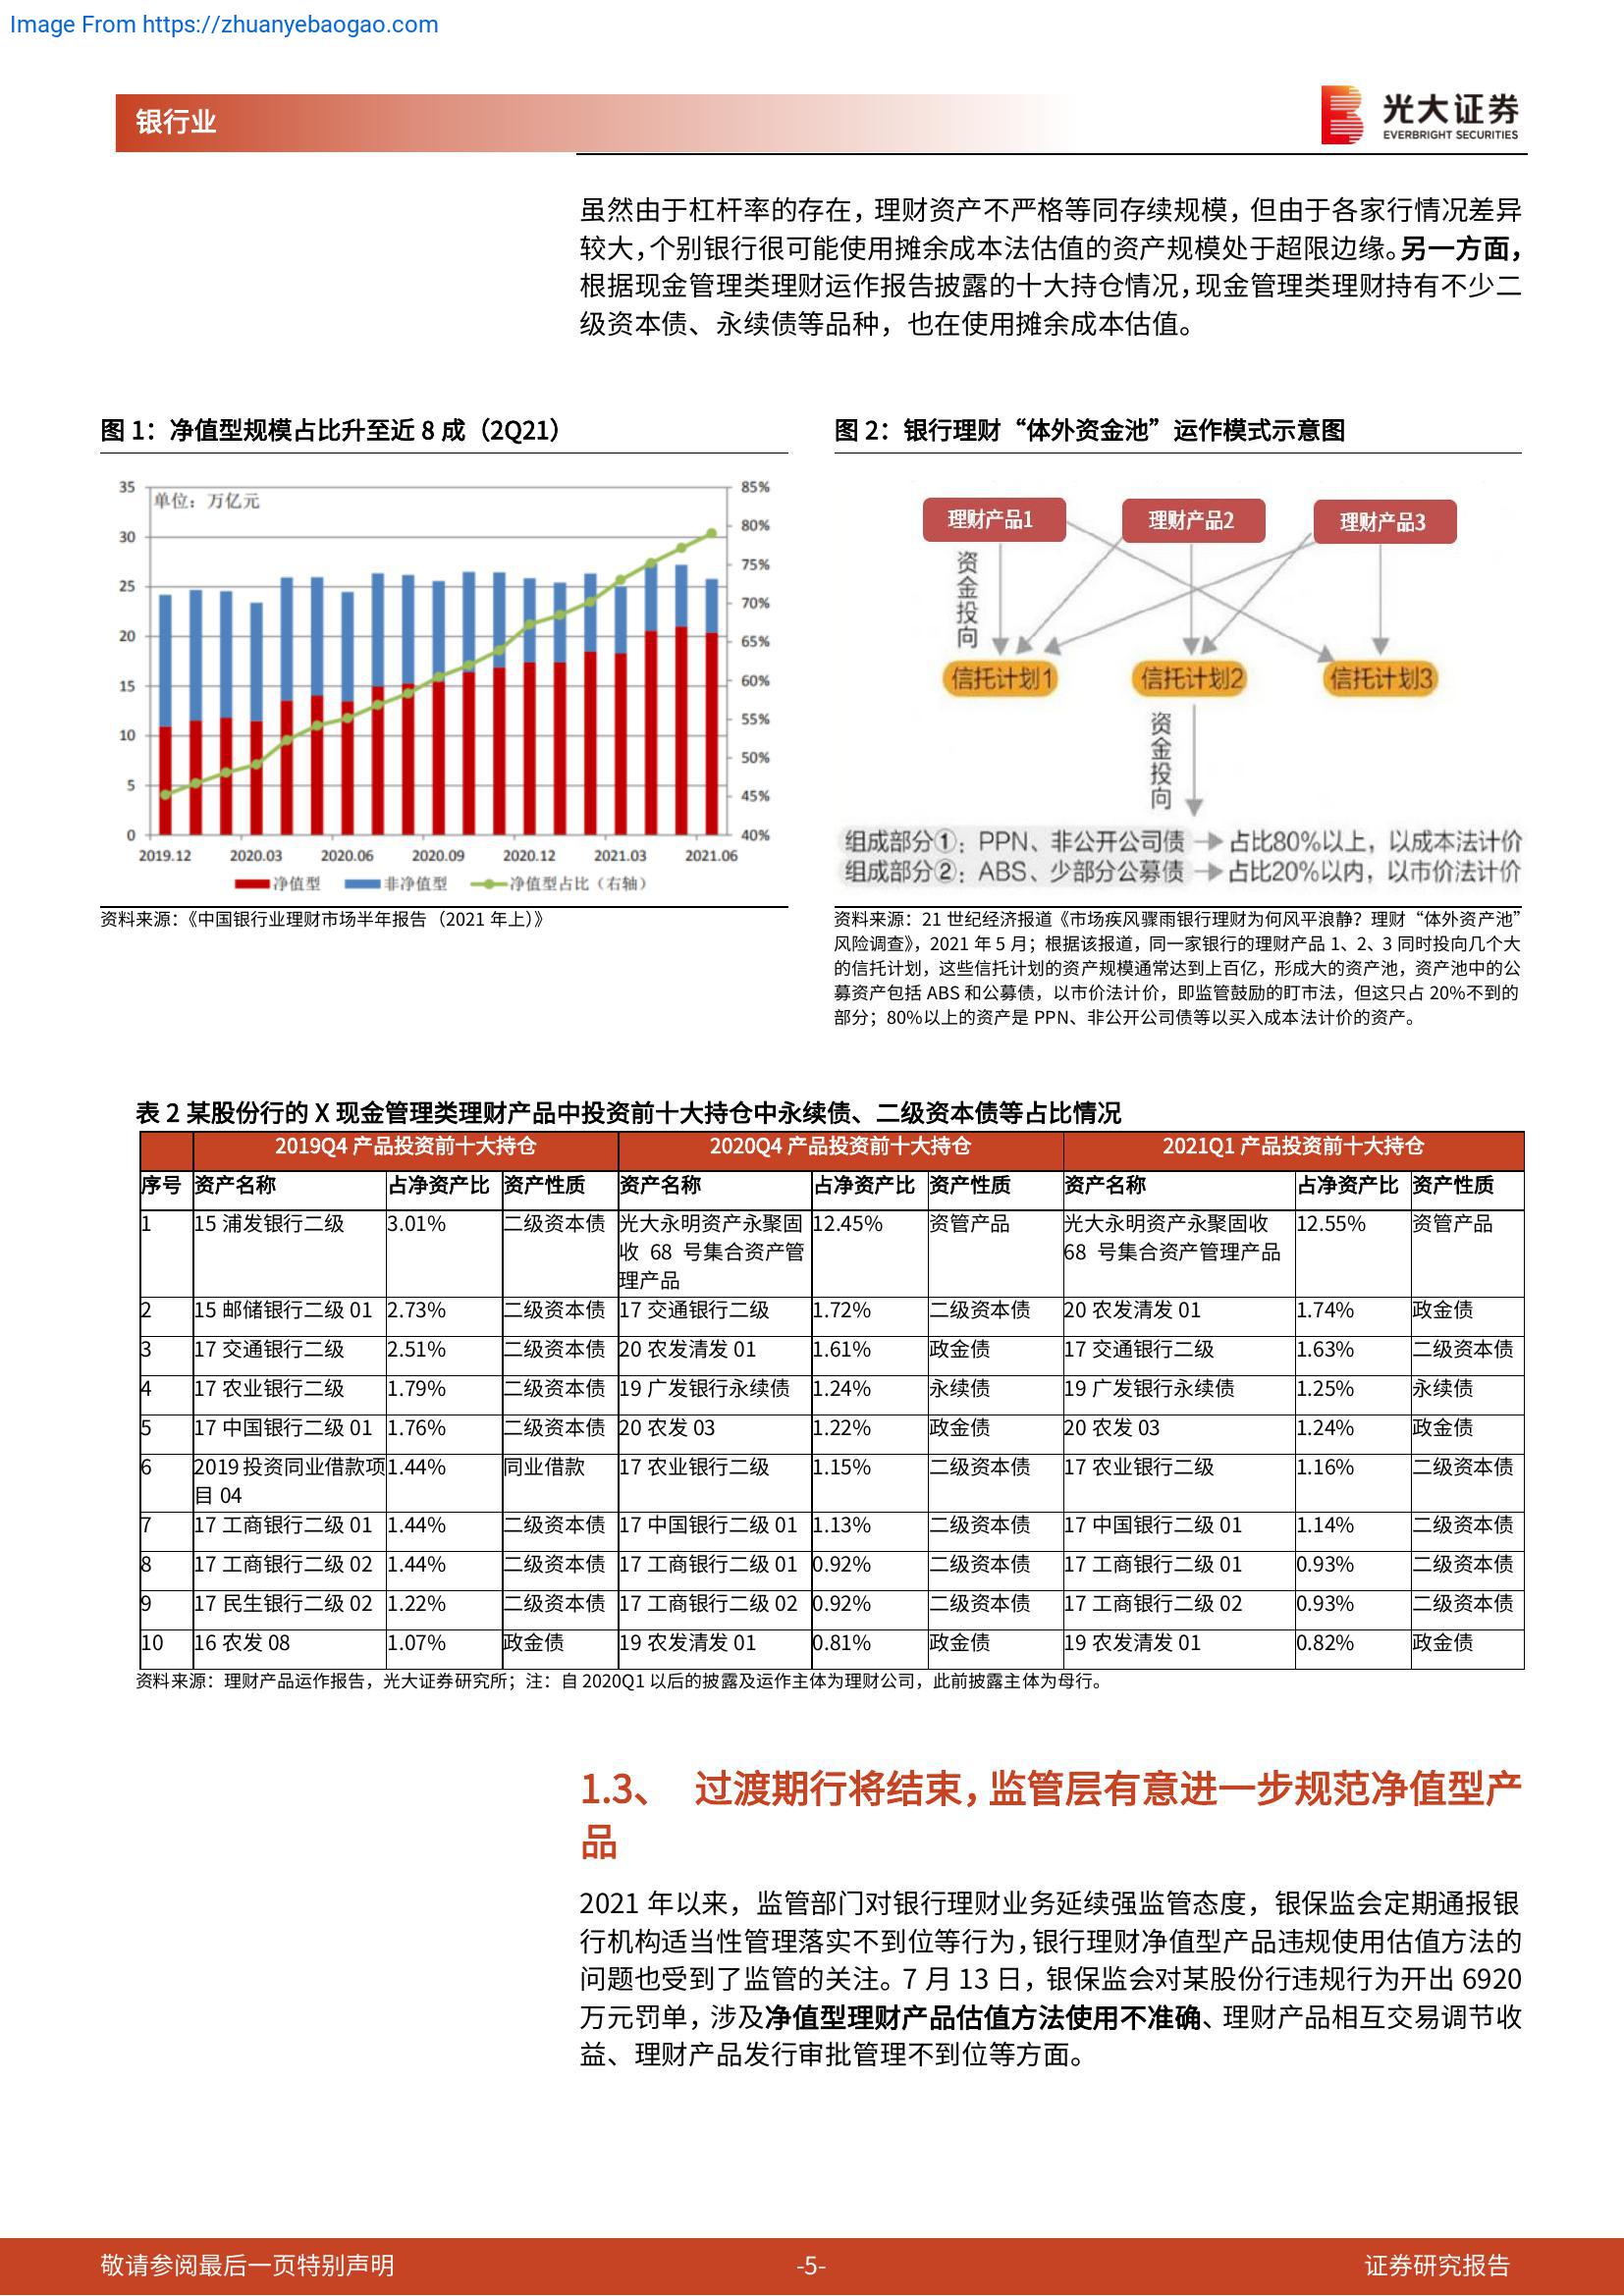 Image From https://zhuanyebaogao.com
银行业
光大证券
EVERBRIGHT SECURITIES
虽然由于杠杆率的存在，理财资产不严格等同存续规模，但由于各家行情况差异
较大，个别银行很可能使用摊余成本法估值的资产规模处于超限边缘。另一方面，
根据现金管理类理财运作报告披露的十大持仓情况，现金管理类理财持有不少二
级资本债、永续债等品种，也在使用摊余成本估值。
图 1：净值型规模占比升至近 8 成（2Q21）
单位：万亿元
35
30
25
20
15
10
5
0
85%
80%
75%
70%
65%
60%
55%
50%
45%
40%
2019.12 2020.03 2020.06 2020.09 2020.12 2021.03 2021.06
净值型 非净值型 净值型占比（右轴）
资料来源：《中国银行业理财市场半年报告（2021 年上）》
图 2：银行理财“体外资金池”运作模式示意图
理财产品1 理财产品2 理财产品3
资金投向
信托计划1 信托计划2 信托计划3
资金投向
组成部分①：PPN、非公开公司债 占比80%以上，以成本法计价
组成部分②：ABS、少部分公募债 占比20%以内，以市价法计价
资料来源：21 世纪经济报道《市场疾风骤雨银行理财为何风平浪静？理财“体外资产池”
风险调查》，2021 年 5 月；根据该报道，同一家银行的理财产品 1、2、3 同时投向几个大
的信托计划，这些信托计划的资产规模通常达到上百亿，形成大的资产池，资产池中的公
募资产包括 ABS 和公募债，以市价法计价，即监管鼓励的盯市法，但这只占 20%不到的
部分；80%以上的资产是 PPN、非公开公司债等以买入成本法计价的资产。
表 2 某股份行的 X 现金管理类理财产品中投资前十大持仓中永续债、二级资本债等占比情况
2019Q4 产品投资前十大持仓 2020Q4 产品投资前十大持仓 2021Q1 产品投资前十大持仓
序号 资产名称 占净资产比 资产性质 资产名称 占净资产比 资产性质 资产名称 占净资产比 资产性质
1 15 浦发银行二级 3.01% 二级资本债 光大永明资产永聚固 12.45% 资管产品 光大永明资产永聚固收 12.55% 资管产品
收 68 号集合资产管 68 号集合资产管理产品
理产品
2 15 邮储银行二级 01 2.73% 二级资本债 17 交通银行二级 1.72% 二级资本债 20 农发清发 01 1.74% 政金债
3 17 交通银行二级 2.51% 二级资本债 20 农发清发 01 1.61% 政金债 17 交通银行二级 1.63% 二级资本债
4 17 农业银行二级 1.79% 二级资本债 19 广发银行永续债 1.24% 永续债 19 广发银行永续债 1.25% 永续债
5 17 中国银行二级 01 1.76% 二级资本债 20 农发 03 1.22% 政金债 20 农发 03 1.24% 政金债
6 2019 投资同业借款项 1.44% 同业借款 17 农业银行二级 1.15% 二级资本债 17 农业银行二级 1.16% 二级资本债
目 04
7 17 工商银行二级 01 1.44% 二级资本债 17 中国银行二级 01 1.13% 二级资本债 17 中国银行二级 01 1.14% 二级资本债
8 17 工商银行二级 02 1.44% 二级资本债 17 工商银行二级 01 0.92% 二级资本债 17 工商银行二级 01 0.93% 二级资本债
9 17 民生银行二级 02 1.22% 二级资本债 17 工商银行二级 02 0.92% 二级资本债 17 工商银行二级 02 0.93% 二级资本债
10 16 农发 08 1.07% 政金债 19 农发清发 01 0.81% 政金债 19 农发清发 01 0.82% 政金债
资料来源：理财产品运作报告，光大证券研究所；注：自 2020Q1 以后的披露及运作主体为理财公司，此前披露主体为母行。
1.3、 过渡期行将结束，监管层有意进一步规范净值型产
品
2021 年以来，监管部门对银行理财业务延续强监管态度，银保监会定期通报银
行机构适当性管理落实不到位等行为，银行理财净值型产品违规使用估值方法的
问题也受到了监管的关注。7 月 13 日，银保监会对某股份行违规行为开出 6920
万元罚单，涉及净值型理财产品估值方法使用不准确、理财产品相互交易调节收
益、理财产品发行审批管理不到位等方面。
敬请参阅最后一页特别声明 -5- 证券研究报告